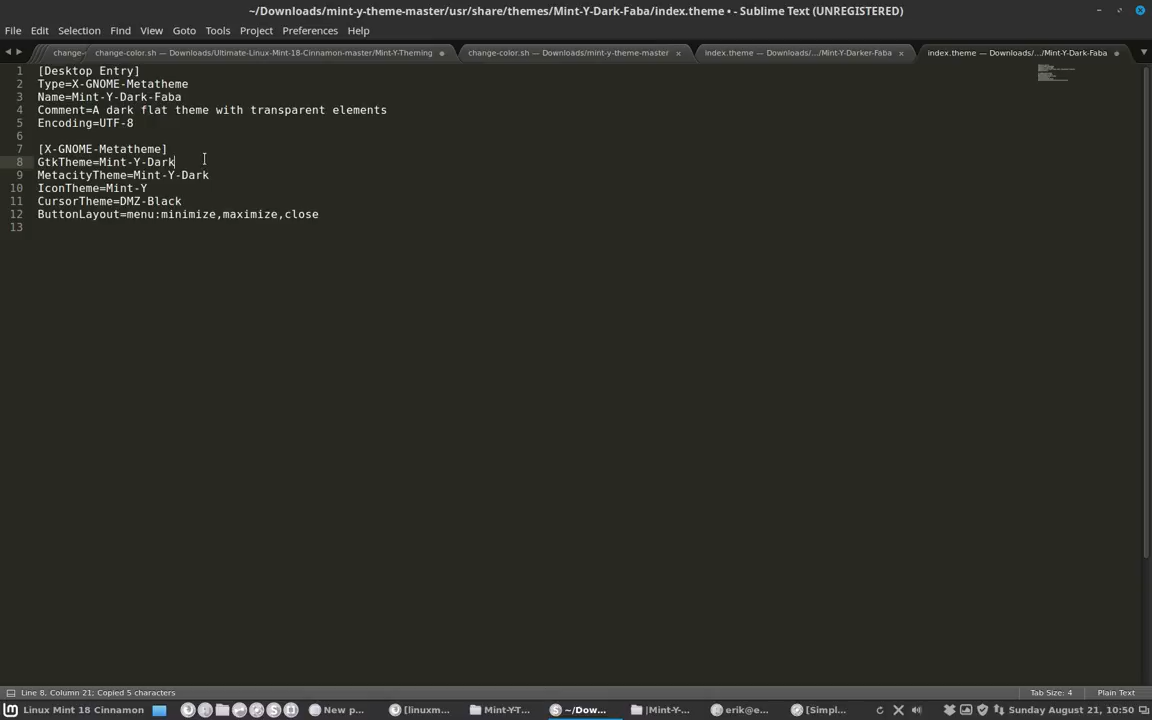 ~/Downloads/mint-y-theme-master/usr/share/themes/Mint-Y-Dark-Faba/index.theme • - Sublime Text (UNREGISTERED)
File Edit Selection Find View Goto Tools Project Preferences Help
change- change-color.sh — Downloads/Ultimate-Linux-Mint-18-Cinnamon-master/Mint-Y-Theming change-color.sh — Downloads/mint-y-theme-master index.theme — Downloads/.../Mint-Y-Darker-Faba index.theme — Downloads/.../Mint-Y-Dark-Faba
1 [Desktop Entry]
2 Type=X-GNOME-Metatheme
3 Name=Mint-Y-Dark-Faba
4 Comment=A dark flat theme with transparent elements
5 Encoding=UTF-8
6
7 [X-GNOME-Metatheme]
8 GtkTheme=Mint-Y-Dark
9 MetacityTheme=Mint-Y-Dark
10 IconTheme=Mint-Y
11 CursorTheme=DMZ-Black
12 ButtonLayout=menu:minimize,maximize,close
13
Line 8, Column 21; Copied 5 characters Tab Size: 4 Plain Text
Linux Mint 18 Cinnamon New p... [linuxm... Mint-Y-T... ~/Dow... |Mint-Y-... erik@e... [Simpl... Sunday August 21, 10:50